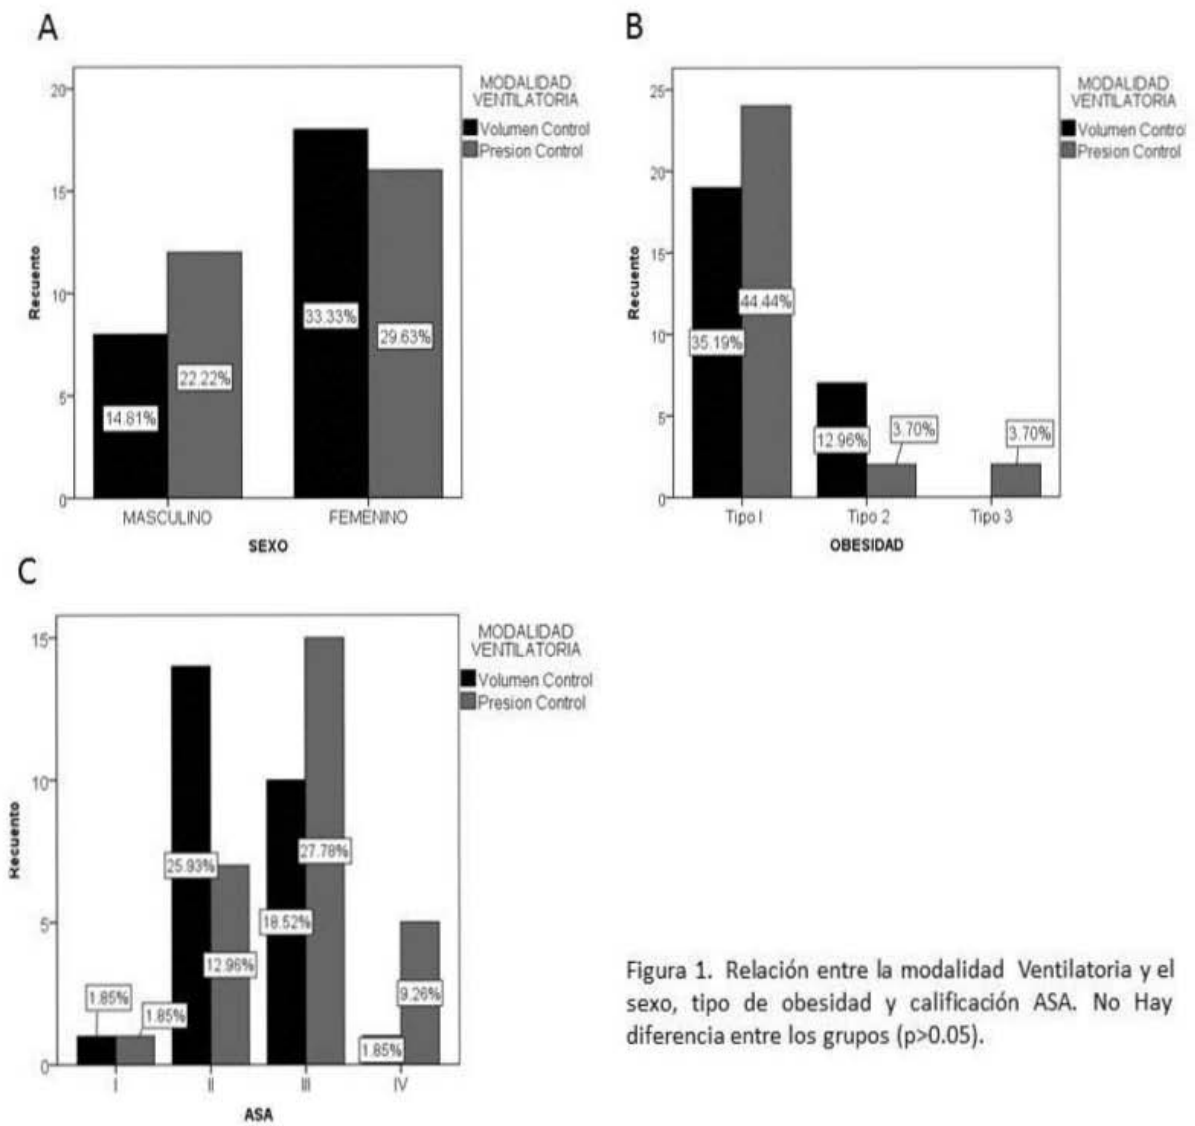 A
MODALIDAD
VENTILATORIA
Volumen Control
Presion Control
20
15
10
5
0
Recuento
14.81%
22.22%
33.33%
29.63%
MASCULINO
FEMENINO
SEXO
B
MODALIDAD
VENTILATORIA
Volumen Control
Presion Control
25
20
15
10
5
0
Recuento
35.19%
44.44%
12.96%
3.70%
3.70%
Tipo I
Tipo 2
Tipo 3
OBESIDAD
C
MODALIDAD
VENTILATORIA
Volumen Control
Presion Control
15
10
5
0
Recuento
1.85%
1.85%
25.93%
12.96%
18.52%
27.78%
1.85%
9.26%
I
II
III
IV
ASA
Figura 1. Relación entre la modalidad Ventilatoria y el
sexo, tipo de obesidad y calificación ASA. No Hay
diferencia entre los grupos (p>0.05).